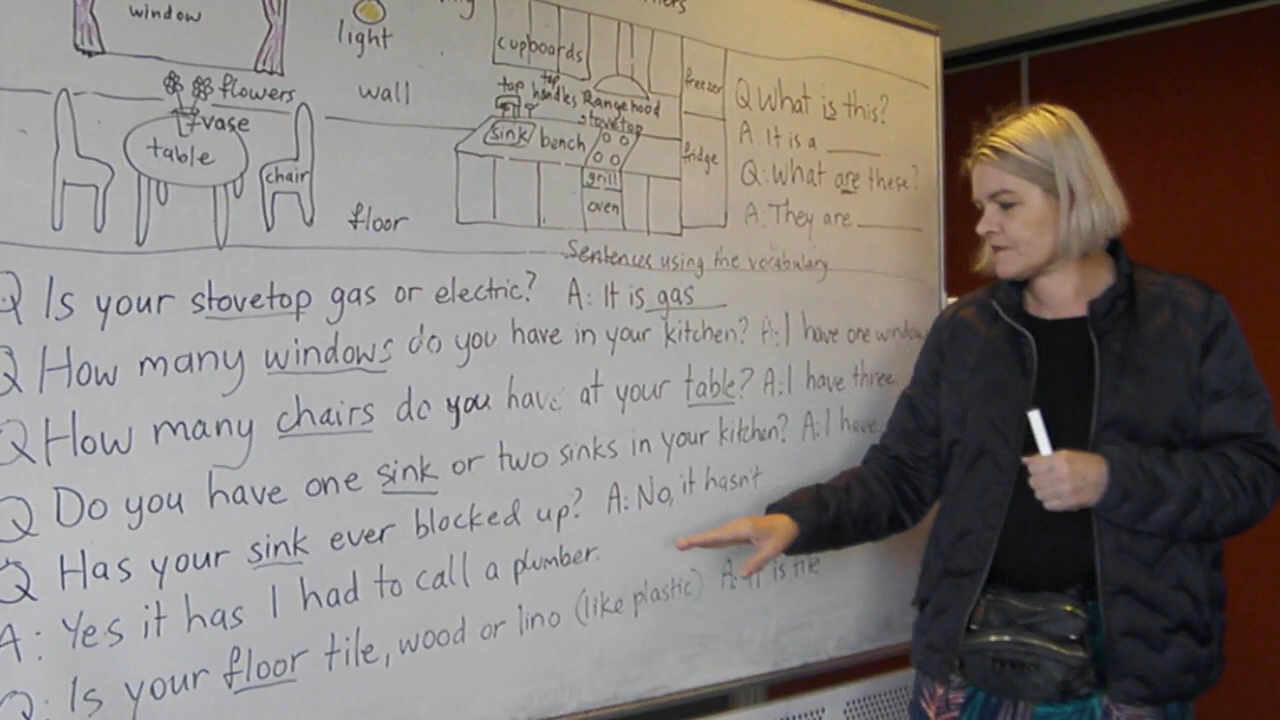 window
light
wall
flowers
vase
table
chair
floor
cupboards
tap
tap handles
Rangehood
stovetop
sink
bench
grill
oven
freezer
fridge
Q What is this?
A. It is a
Q: What are these?
A: They are
Sentences using the vocabulary
Q Is your stovetop gas or electric? A: It is gas
Q How many windows do you have in your kitchen? A: I have one window
Q How many chairs do you have at your table? A: I have three
Q Do you have one sink or two sinks in your kitchen? A: I have
Q Has your sink ever blocked up? A: No, it hasn't
A: Yes it has I had to call a plumber.
Q: Is your floor tile, wood or lino (like plastic) A: It is tile